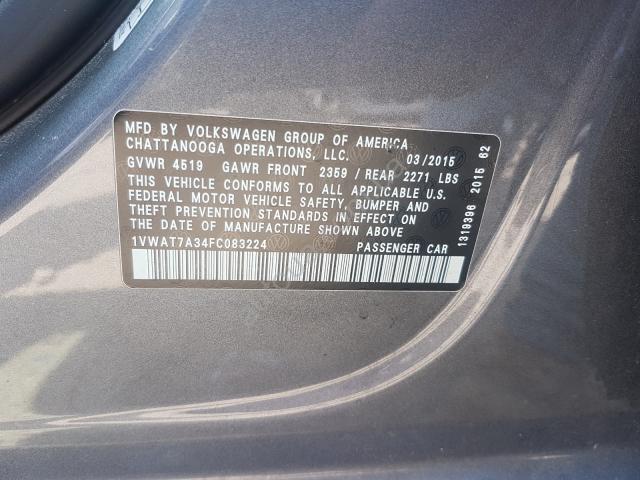 MFD BY VOLKSWAGEN GROUP OF AMERICA
CHATTANOOGA OPERATIONS, LLC. 03/2015
GVWR 4519 GAWR FRONT 2359 / REAR 2271 LBS
THIS VEHICLE CONFORMS TO ALL APPLICABLE U.S.
FEDERAL MOTOR VEHICLE SAFETY, BUMPER AND
THEFT PREVENTION STANDARDS IN EFFECT ON
THE DATE OF MANUFACTURE SHOWN ABOVE
1VWAT7A34FC083224 PASSENGER CAR
1319396 2015 62